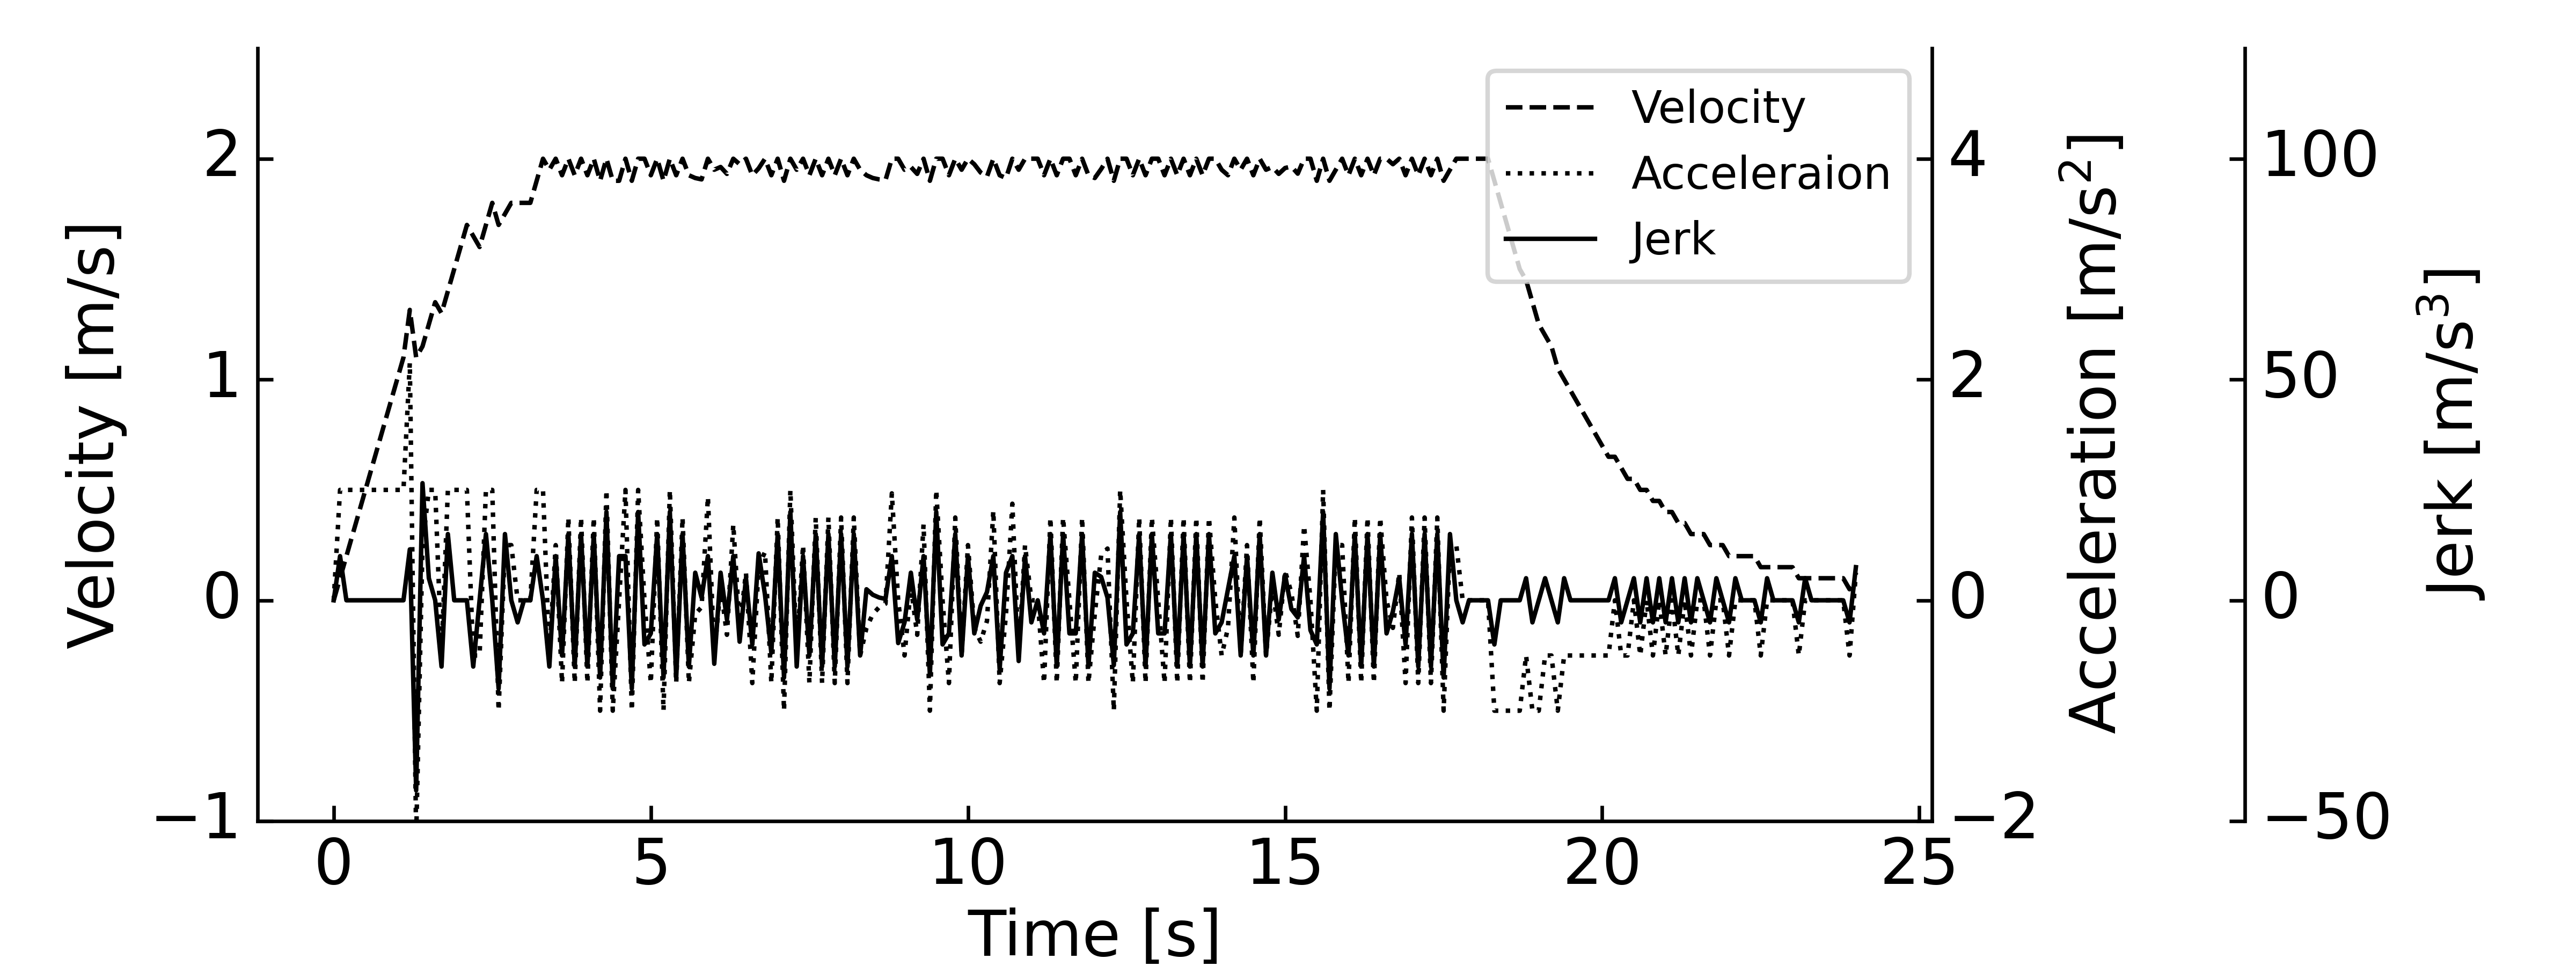 Velocity [m/s]
2
1
0
−1
0 5 10 15 20 25
Time [s]
Velocity
Acceleraion
Jerk
4
2
0
−2
Acceleration [m/s²]
100
50
0
−50
Jerk [m/s³]